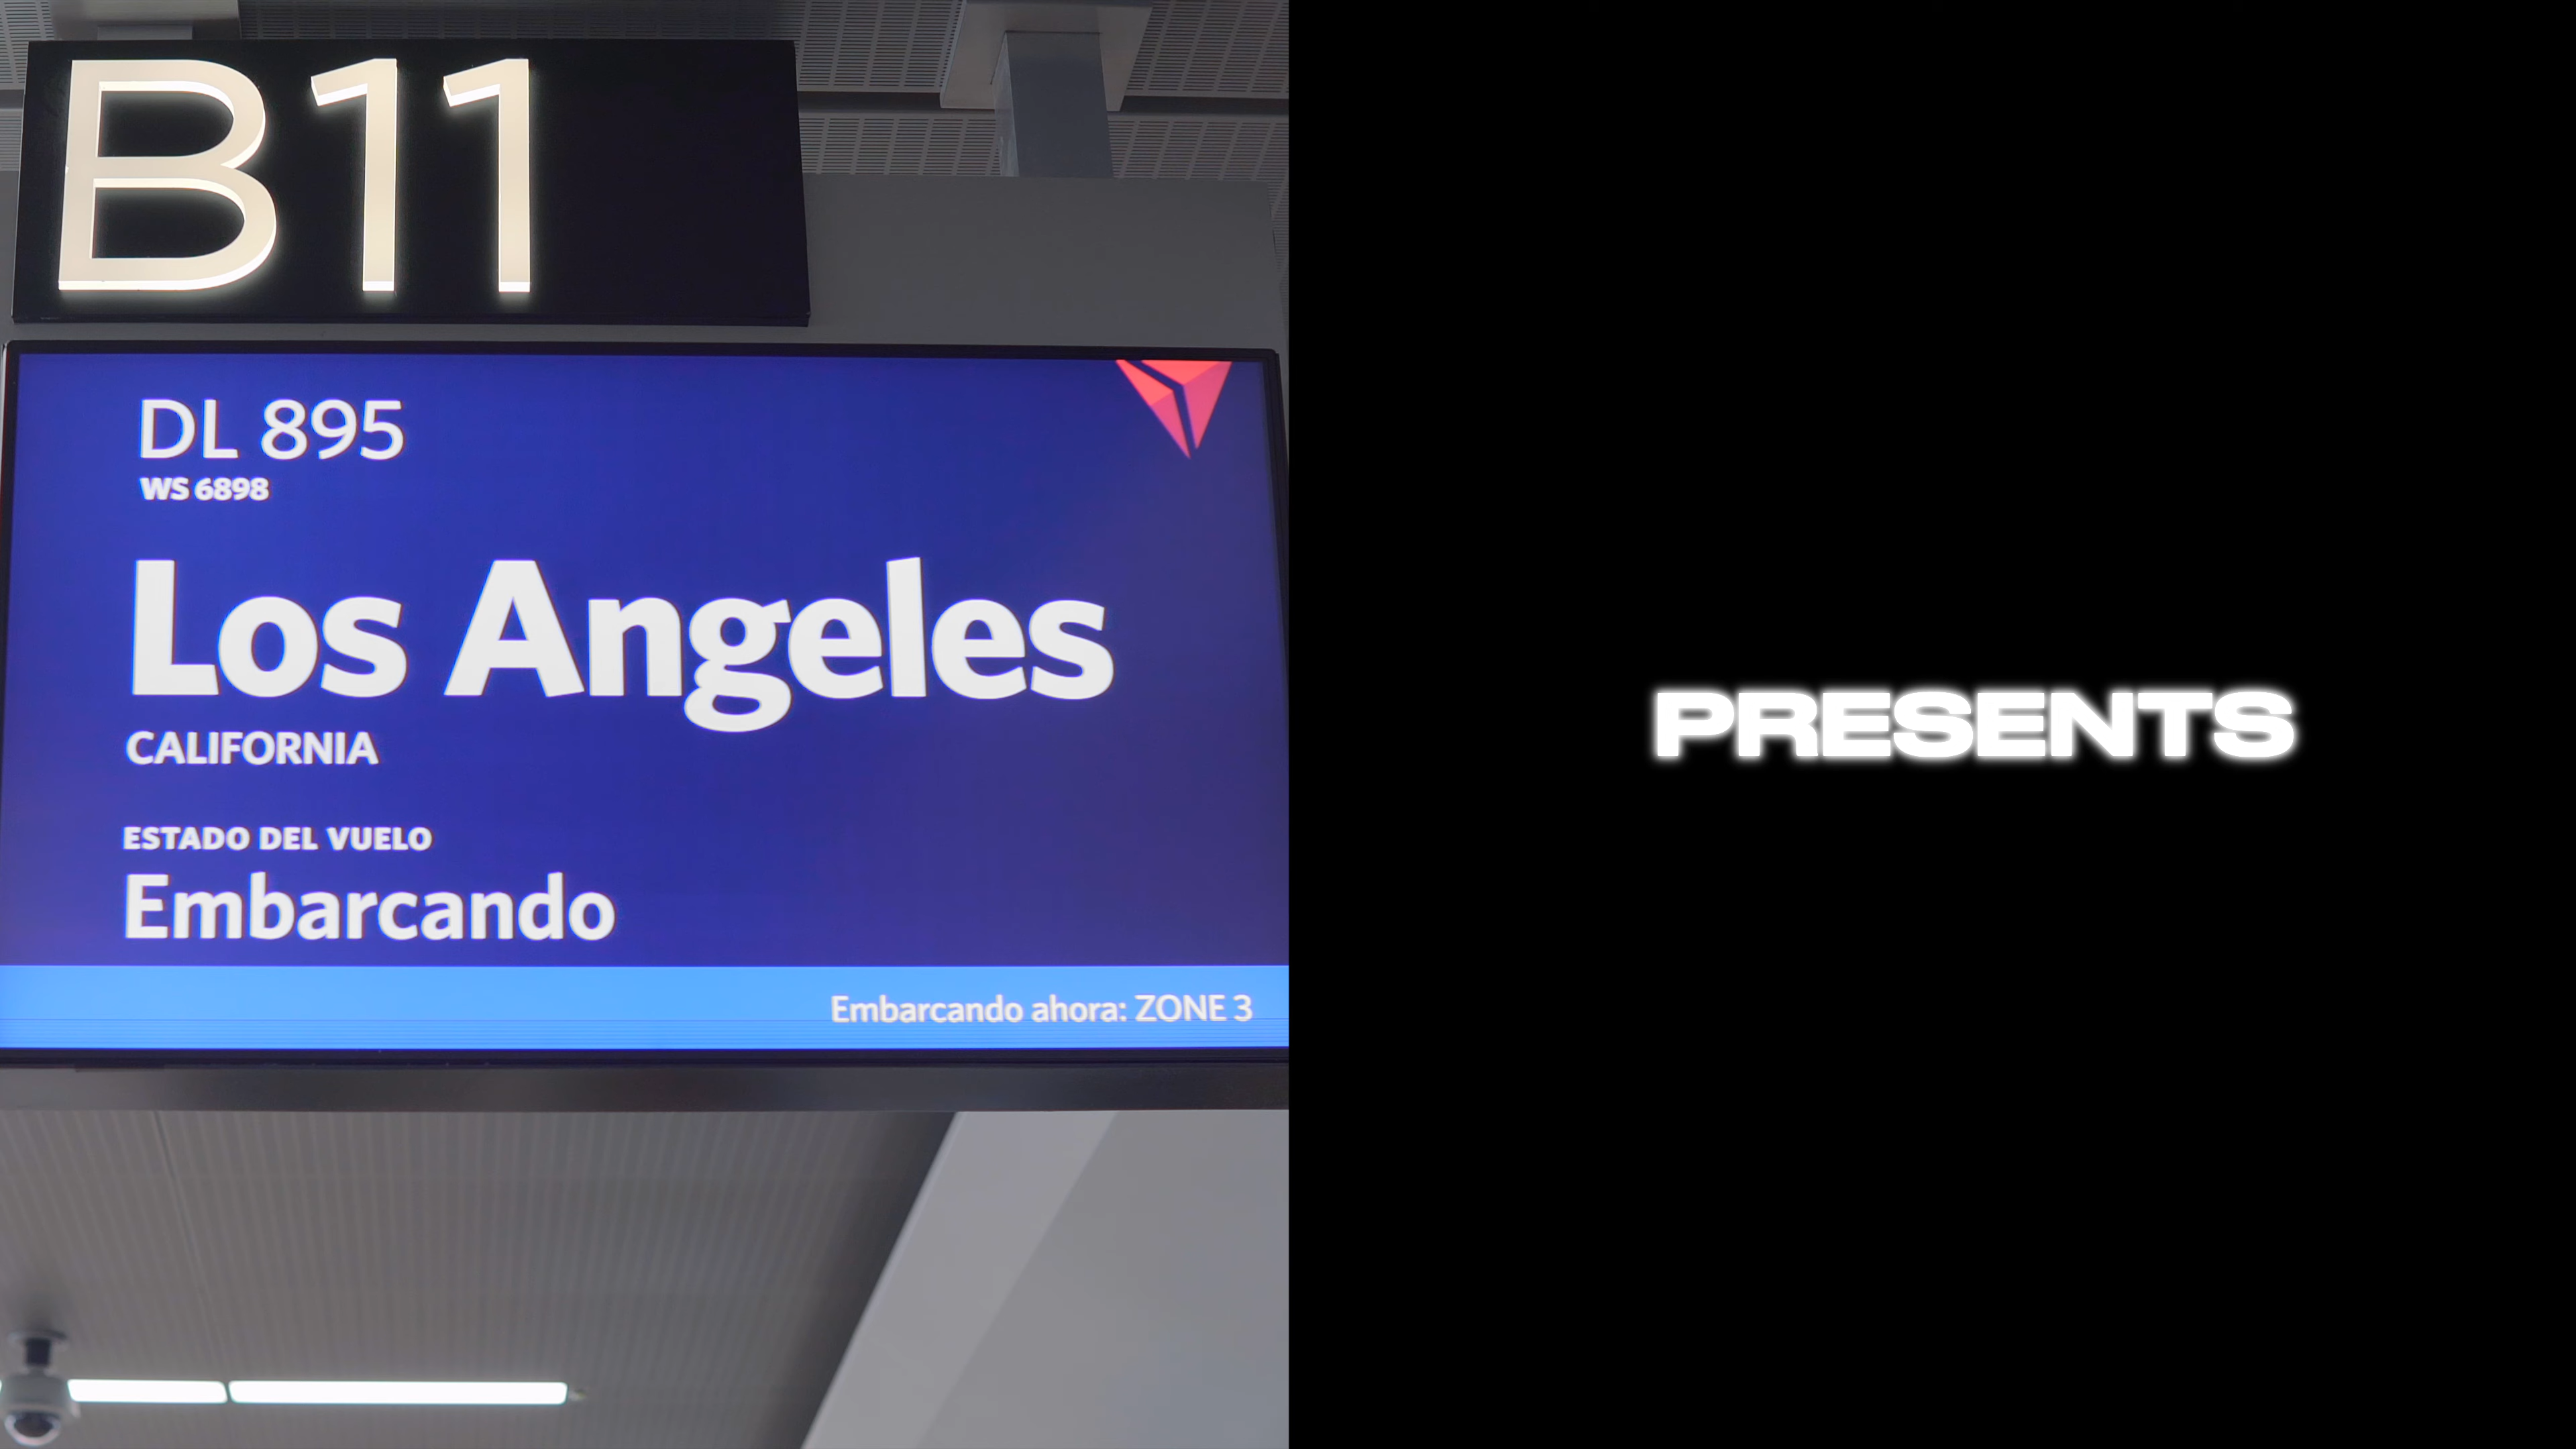 B11
DL 895
WS 6898
Los Angeles
CALIFORNIA
ESTADO DEL VUELO
Embarcando
Embarcando ahora: ZONE 3
PRESENTS